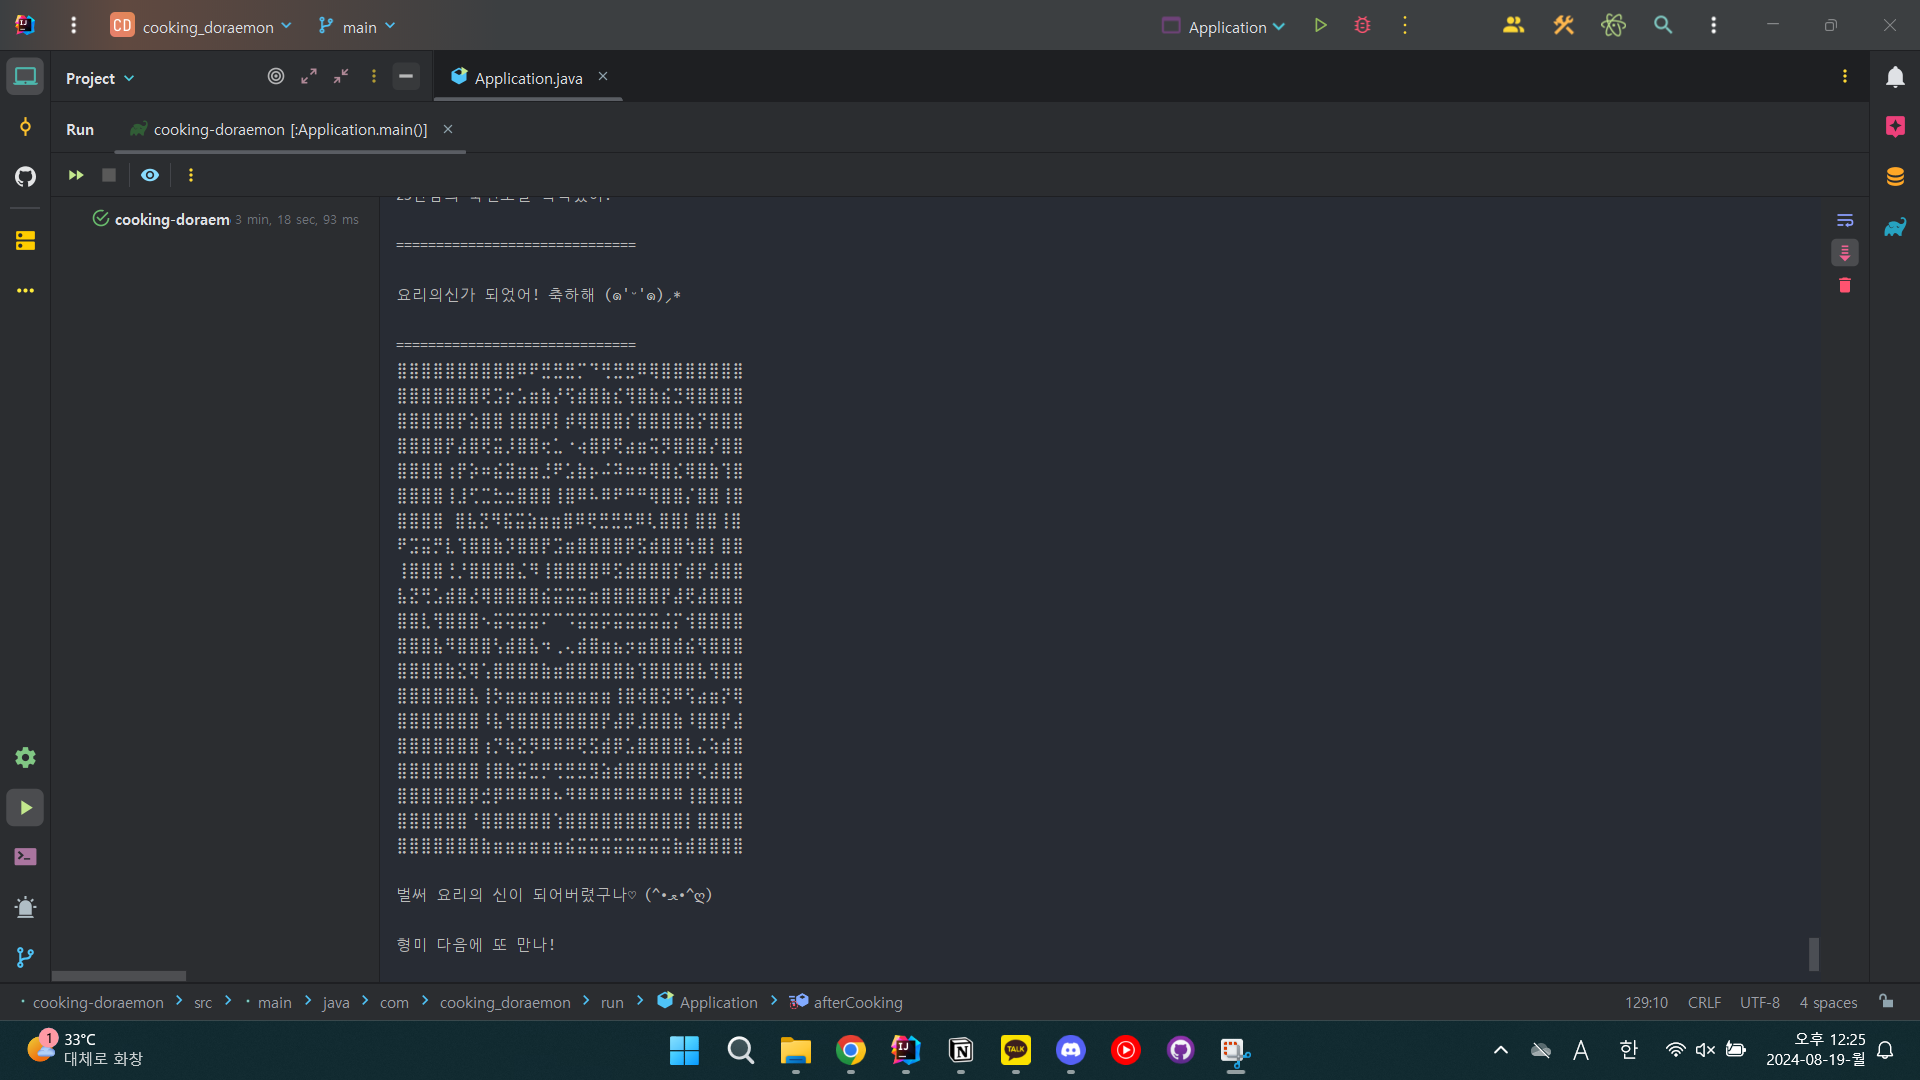 CD cooking_doraemon main Application
Project Application.java
Run cooking-doraemon [:Application.main()]
cooking-doraem 3 min, 18 sec, 93 ms
==============================
요리의신가 되었어! 축하해 (๑'ᵕ'๑)⸝*
==============================
벌써 요리의 신이 되어버렸구나♡ (^•ﻌ•^ღ)
형미 다음에 또 만나!
cooking-doraemon > src > main > java > com > cooking_doraemon > run > Application > afterCooking 129:10 CRLF UTF-8 4 spaces
1 33°C
대체로 화창
TALK
A 한
오후 12:25
2024-08-19-월